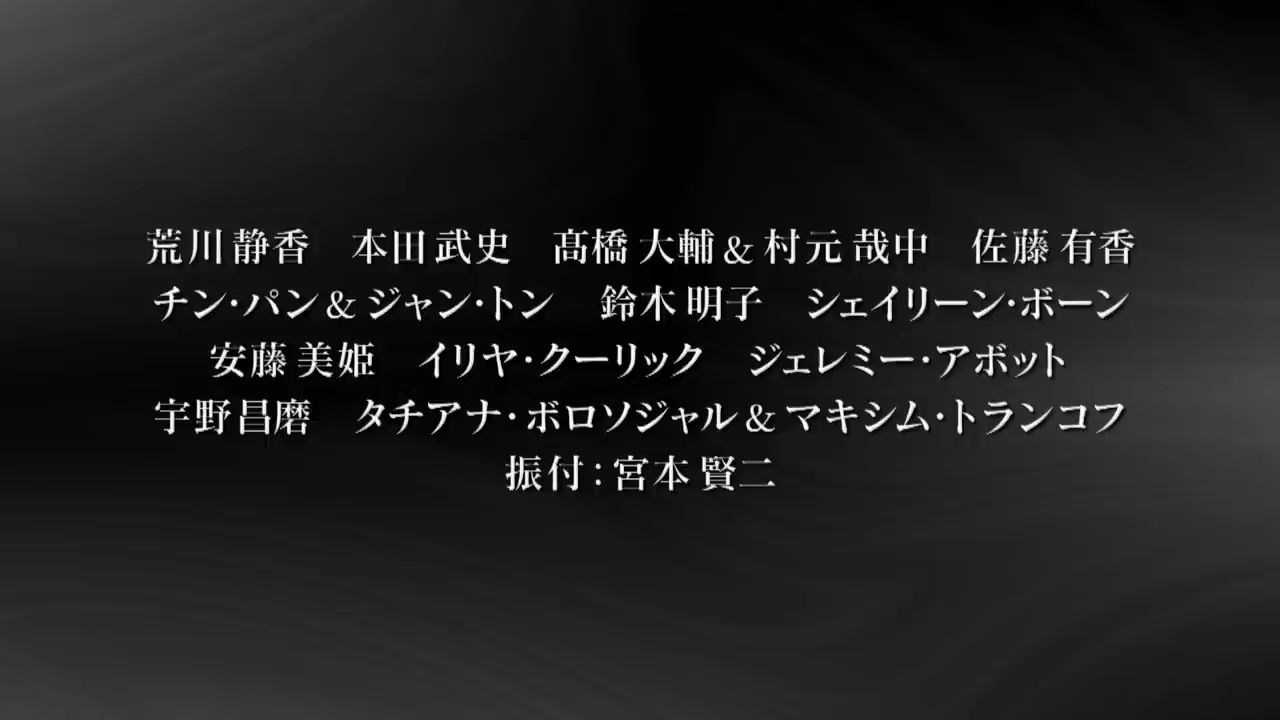 荒川 静香　本田 武史　髙橋 大輔 & 村元 哉中　佐藤 有香
チン・パン & ジャン・トン　鈴木 明子　シェイリーン・ボーン
安藤 美姫　イリヤ・クーリック　ジェレミー・アボット
宇野昌磨　タチアナ・ボロソジャル & マキシム・トランコフ
振付：宮本 賢二